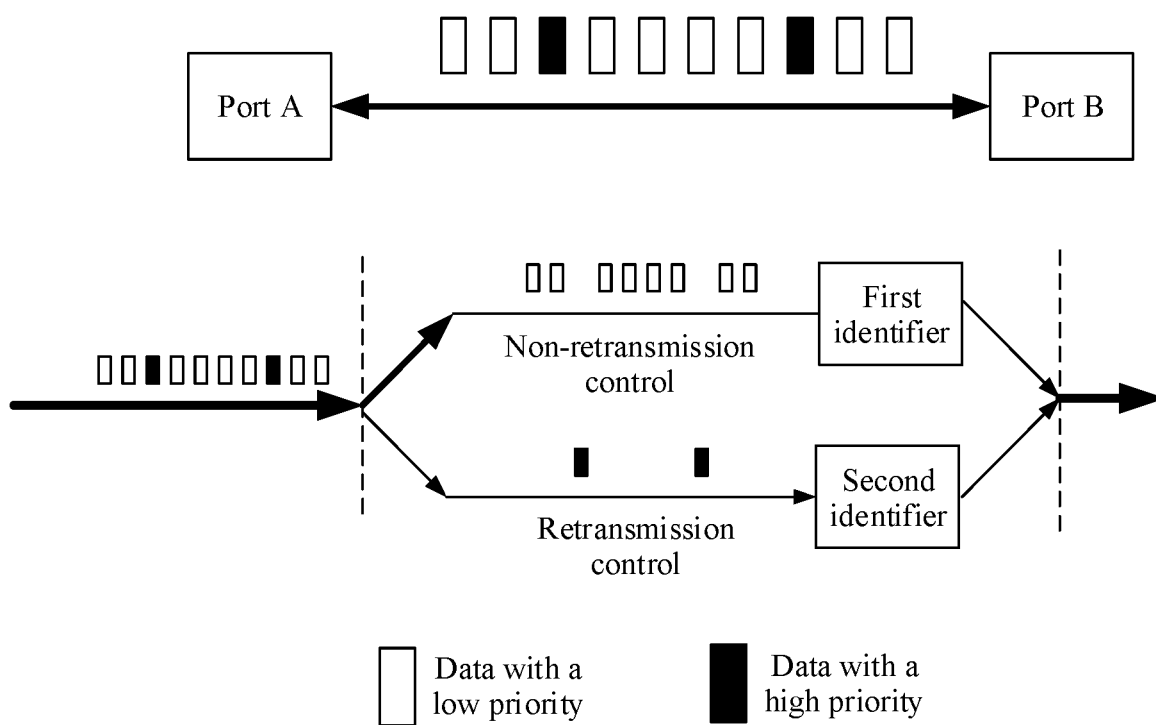 Port A
Port B
Non-retransmission
control
First
identifier
Retransmission
control
Second
identifier
Data with a
low priority
Data with a
high priority